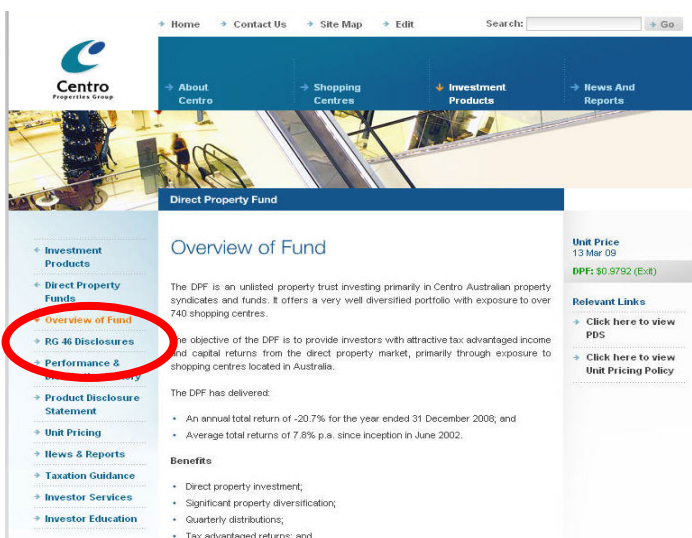 Home Contact Us Site Map Edit Search: Go
Centro
Properties Group
About
Centro
Shopping
Centres
Investment
Products
News And
Reports
Direct Property Fund
Investment
Products
Direct Property
Funds
Overview of Fund
RG 46 Disclosures
Performance &
Product Disclosure
Statement
Unit Pricing
News & Reports
Taxation Guidance
Investor Services
Investor Education
Overview of Fund
The DPF is an unlisted property trust investing primarily in Centro Australian property
syndicates and funds. It offers a very well diversified portfolio with exposure to over
740 shopping centres.
The objective of the DPF is to provide investors with attractive tax advantaged income
and capital returns from the direct property market, primarily through exposure to
shopping centres located in Australia.
The DPF has delivered:
• An annual total return of -20.7% for the year ended 31 December 2008; and
• Average total returns of 7.8% p.a. since inception in June 2002.
Benefits
• Direct property investment;
• Significant property diversification;
• Quarterly distributions;
• Tax advantaged returns; and
Unit Price
13 Mar 09
DPF: $0.9792 (Exit)
Relevant Links
Click here to view
PDS
Click here to view
Unit Pricing Policy